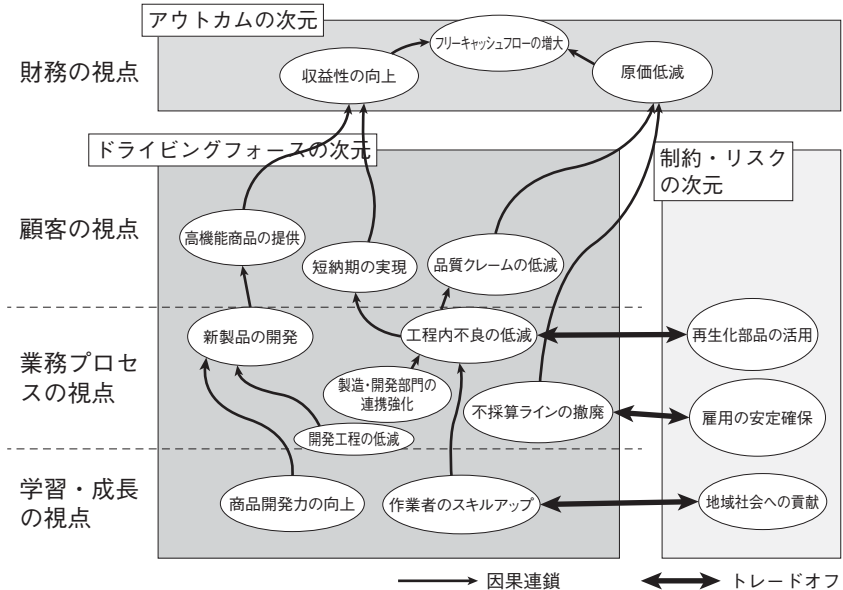 アウトカムの次元
財務の視点
フリーキャッシュフローの増大
収益性の向上
原価低減
ドライビングフォースの次元
制約・リスク
の次元
顧客の視点
高機能商品の提供
短納期の実現
品質クレームの低減
業務プロセ
スの視点
新製品の開発
工程内不良の低減
再生化部品の活用
製造・開発部門の
連携強化
不採算ラインの撤廃
雇用の安定確保
開発工程の低減
学習・成長
の視点
商品開発力の向上
作業者のスキルアップ
地域社会への貢献
因果連鎖
トレードオフ